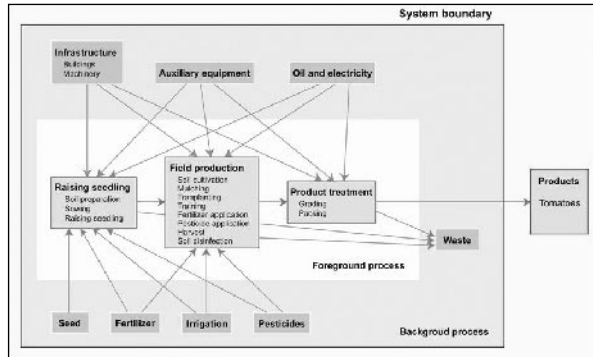 System boundary
Infrastructure
Buildings
Machinery
Auxiliary equipment
Oil and electricity
Raising seedling
Soil preparation
Sowing
Raising seedling
Field production
Soil cultivation
Mulching
Transplanting
Training
Fertilizer application
Pesticide application
Harvest
Soil disinfection
Product treatment
Grading
Packing
Products
Tomatoes
Waste
Foreground process
Seed
Fertilizer
Irrigation
Pesticides
Backgroud process